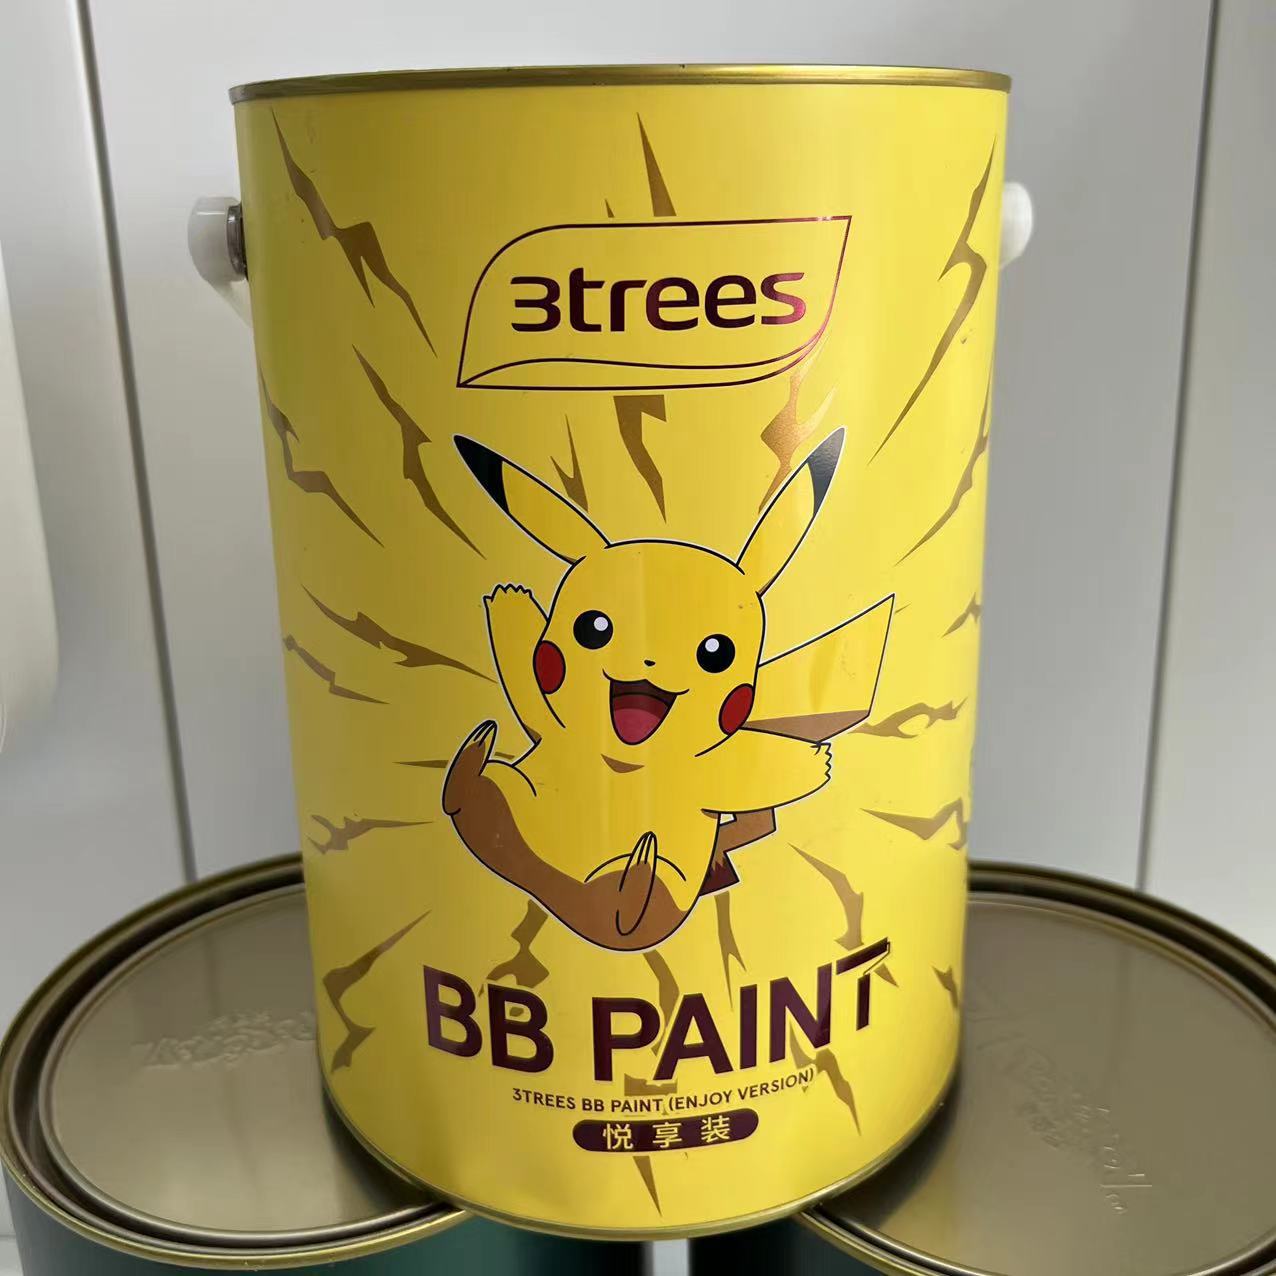 3trees
BB PAINT
3TREES BB PAINT (ENJOY VERSION)
悦享装